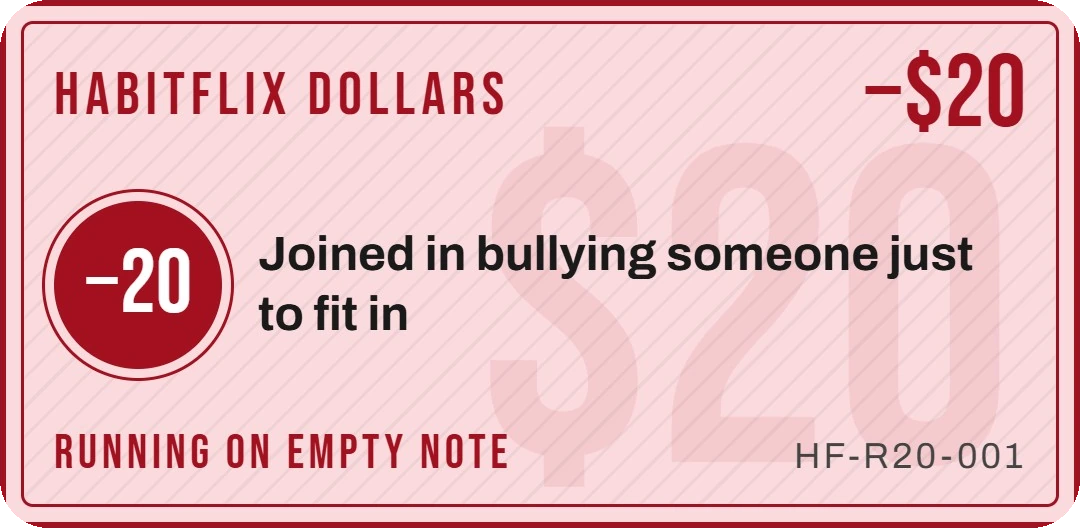 HABITFLIX DOLLARS
–$20
$20
–20
Joined in bullying someone just
to fit in
RUNNING ON EMPTY NOTE
HF-R20-001